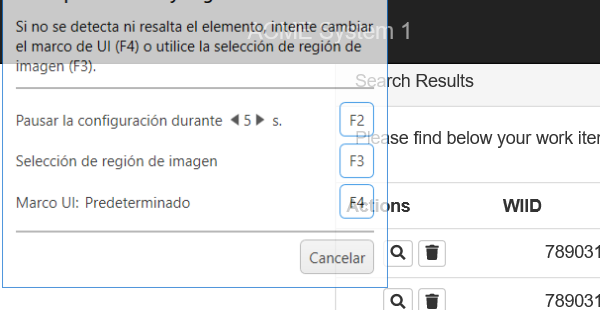 Si no se detecta ni resalta el elemento, intente cambiar
el marco de UI (F4) o utilice la selección de región de
imagen (F3).
Pausar la configuración durante 5 s. F2
Selección de región de imagen F3
Marco UI: Predeterminado F4
Cancelar
ACME System 1
Search Results
Please find below your work iter
Actions WIID
789031
789031